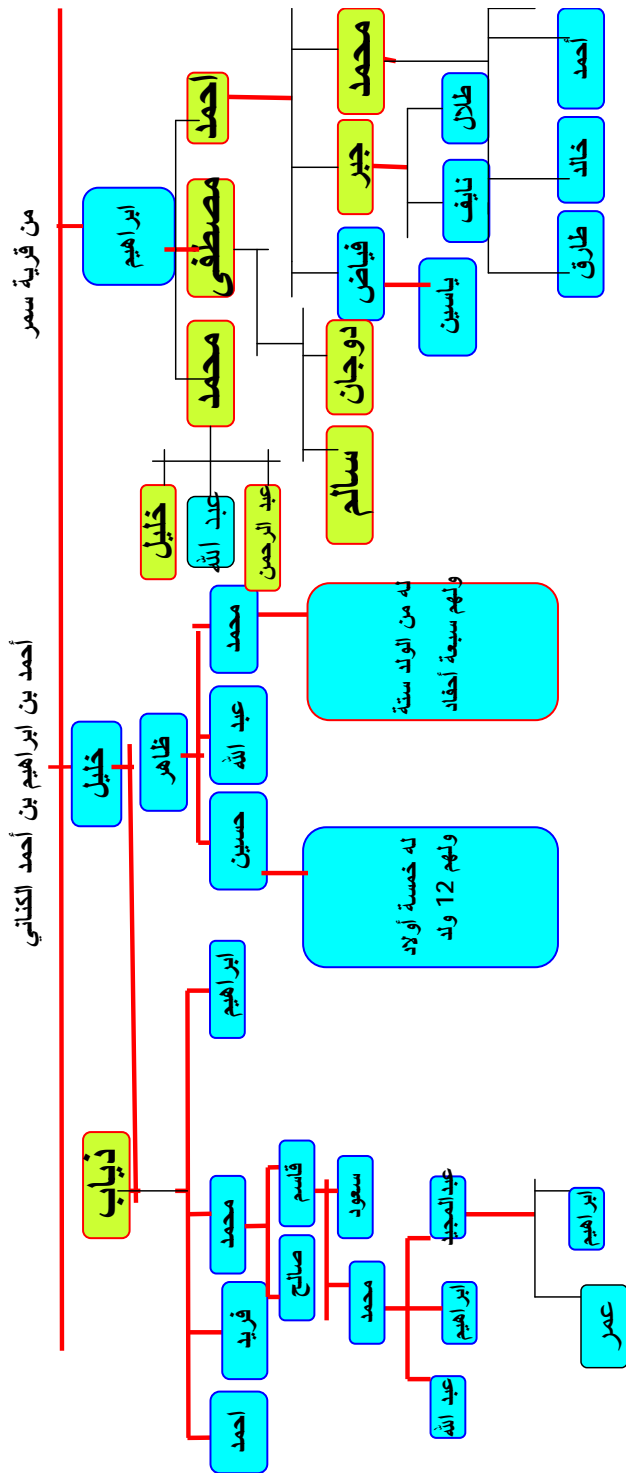 من قرية سمر
أحمد بن ابراهيم بن أحمد الكناني
ابراهيم
خليل
ذياب
احمد
مصطفى
محمد
ظاهر
خليل
عبد الله
عبد الرحمن
محمد
عبد الله
حسين
ابراهيم
محمد
فريد
احمد
محمد
جبر
فياض
دوجان
سالم
له من الولد ستة
ولهم سبعة أحفاد
له خمسة أولاد
ولهم 12 ولد
قاسم
صالح
طلال
نايف
ياسين
سعود
محمد
أحمد
خالد
طارق
عبدالمجيد
ابراهيم
عبد الله
ابراهيم
عمر